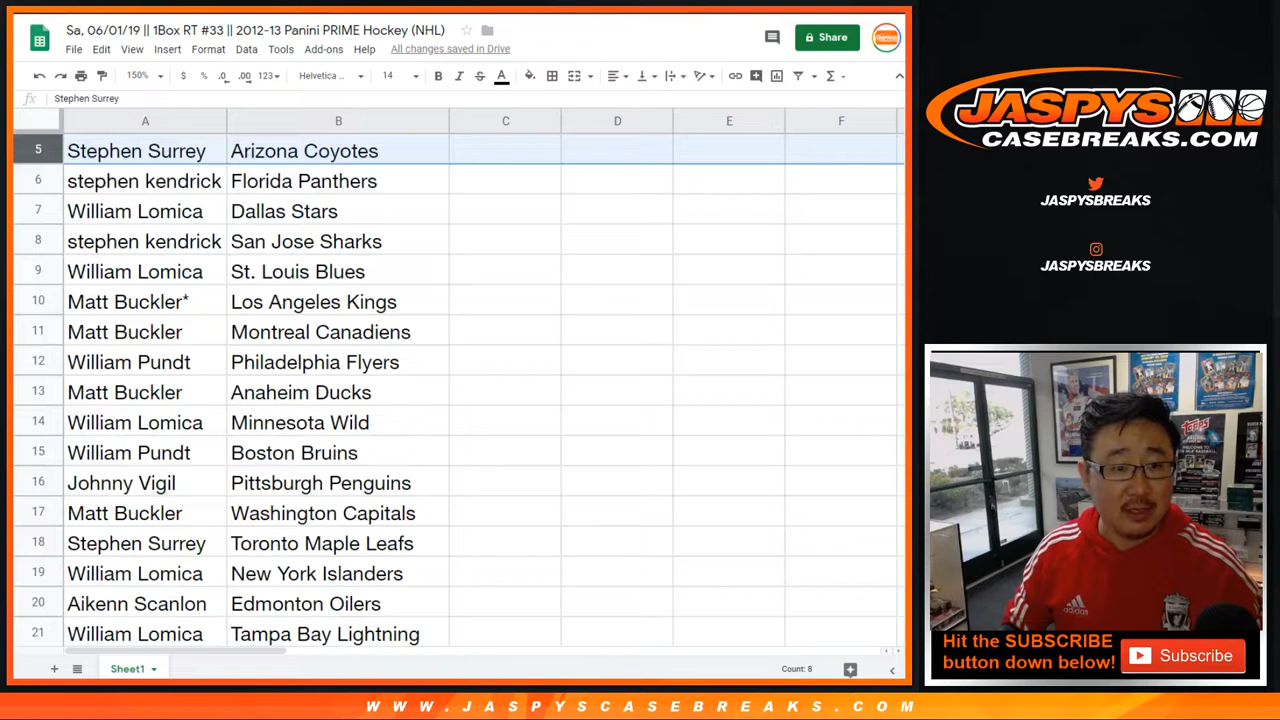 Sa, 06/01/19 || 1Box RT #33 || 2012-13 Panini PRIME Hockey (NHL)
File Edit View Insert Format Data Tools Add-ons Help All changes saved in Drive
Share
150% $ % .0 .00 123 Helvetica ... 14 B I S A
fx Stephen Surrey
A B C D E F
5 Stephen Surrey Arizona Coyotes
6 stephen kendrick Florida Panthers
7 William Lomica Dallas Stars
8 stephen kendrick San Jose Sharks
9 William Lomica St. Louis Blues
10 Matt Buckler* Los Angeles Kings
11 Matt Buckler Montreal Canadiens
12 William Pundt Philadelphia Flyers
13 Matt Buckler Anaheim Ducks
14 William Lomica Minnesota Wild
15 William Pundt Boston Bruins
16 Johnny Vigil Pittsburgh Penguins
17 Matt Buckler Washington Capitals
18 Stephen Surrey Toronto Maple Leafs
19 William Lomica New York Islanders
20 Aikenn Scanlon Edmonton Oilers
21 William Lomica Tampa Bay Lightning
Sheet1 Count: 8
JASPYS
CASEBREAKS.COM
JASPYSBREAKS
JASPYSBREAKS
Topps
adidas
Hit the SUBSCRIBE
button down below!
Subscribe
WWW.JASPYSCASEBREAKS.COM